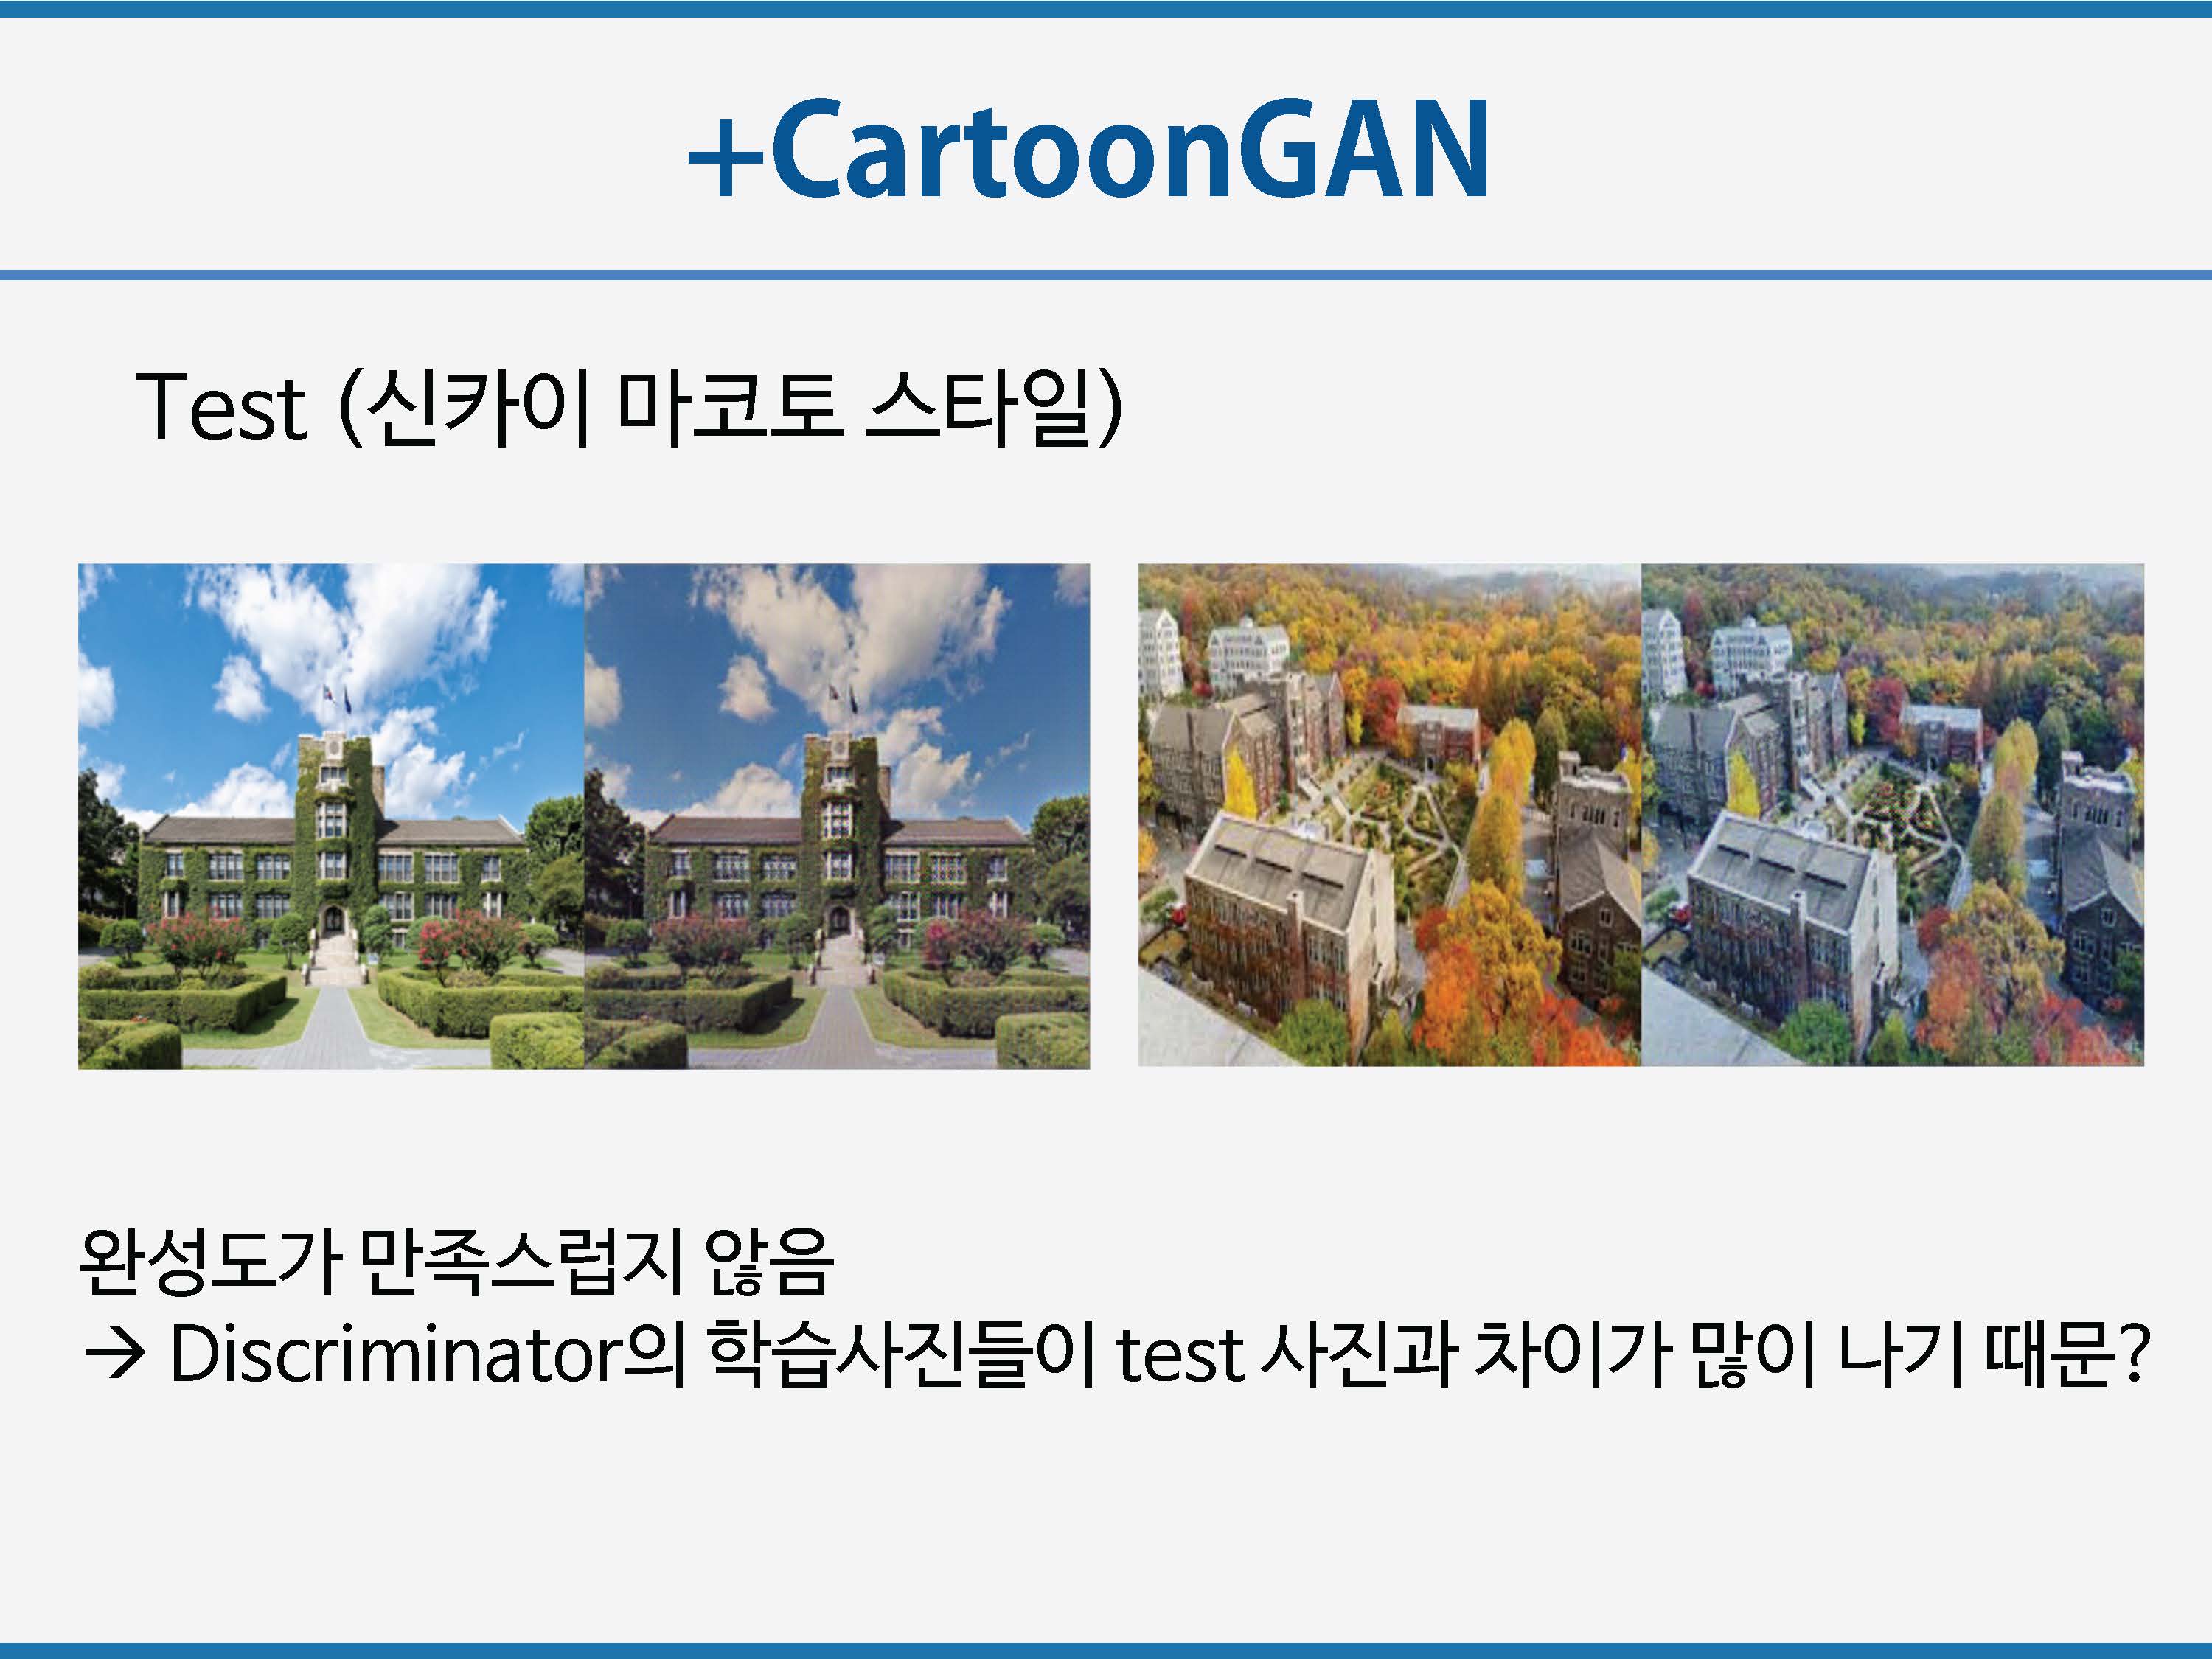 +CartoonGAN
Test (신카이 마코토 스타일)
완성도가 만족스럽지 않음
→ Discriminator의 학습사진들이 test 사진과 차이가 많이 나기 때문?